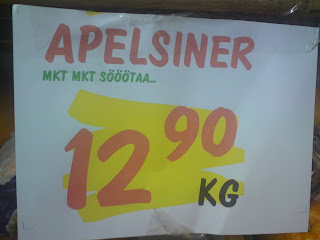 APELSINER
MKT MKT SÖÖÖTAA...
12 90
KG